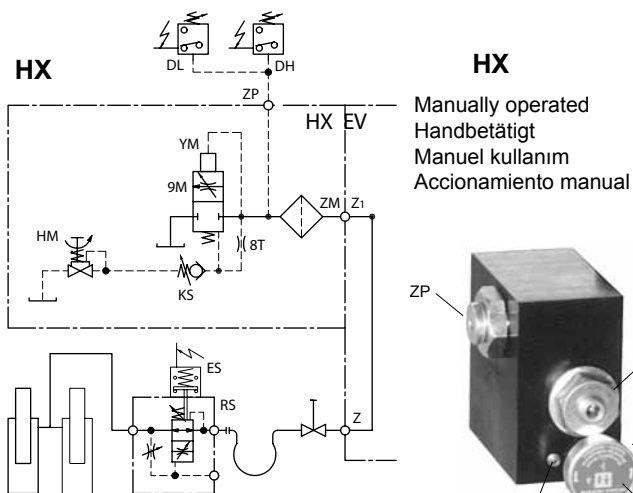 HX
DL
DH
ZP
HX EV
YM
9M
ZM
Z1
8T
HM
KS
ES
RS
Z
HX
Manually operated
Handbetätigt
Manuel kullanım
Accionamiento manual
ZP